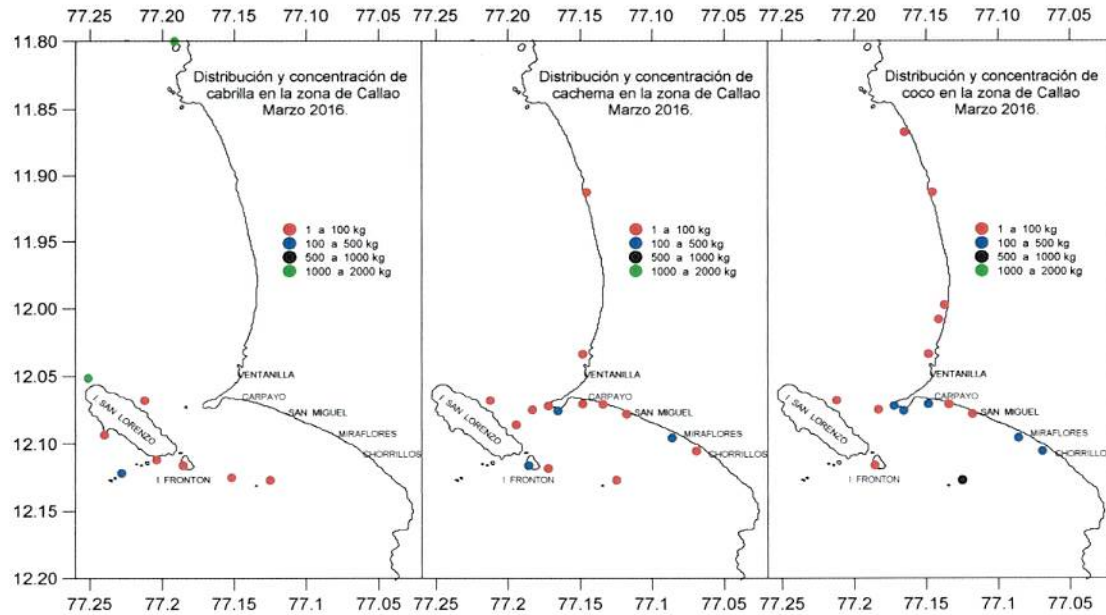 77.25 77.2 77.15 77.1 77.05 77.25 77.2 77.15 77.1 77.05 77.25 77.2 77.15 77.1 77.05
11.80
11.85
11.90
11.95
12.00
12.05
12.10
12.15
12.20
Distribución y concentración de
cabrilla en la zona de Callao
Marzo 2016.
1 a 100 kg
100 a 500 kg
500 a 1000 kg
1000 a 2000 kg
VENTANILLA
CARPAYO
SAN MIGUEL
MIRAFLORES
CHORRILLOS
I. SAN LORENZO
I FRONTON
Distribución y concentración de
cachema en la zona de Callao
Marzo 2016.
1 a 100 kg
100 a 500 kg
500 a 1000 kg
1000 a 2000 kg
VENTANILLA
CARPAYO
SAN MIGUEL
MIRAFLORES
CHORRILLOS
I. SAN LORENZO
I FRONTON
Distribución y concentración de
coco en la zona de Callao
Marzo 2016.
1 a 100 kg
100 a 500 kg
500 a 1000 kg
1000 a 2000 kg
VENTANILLA
CARPAYO
SAN MIGUEL
MIRAFLORES
CHORRILLOS
I. SAN LORENZO
I FRONTON
77.25 77.2 77.15 77.1 77.05 77.25 77.2 77.15 77.1 77.05 77.25 77.2 77.15 77.1 77.05